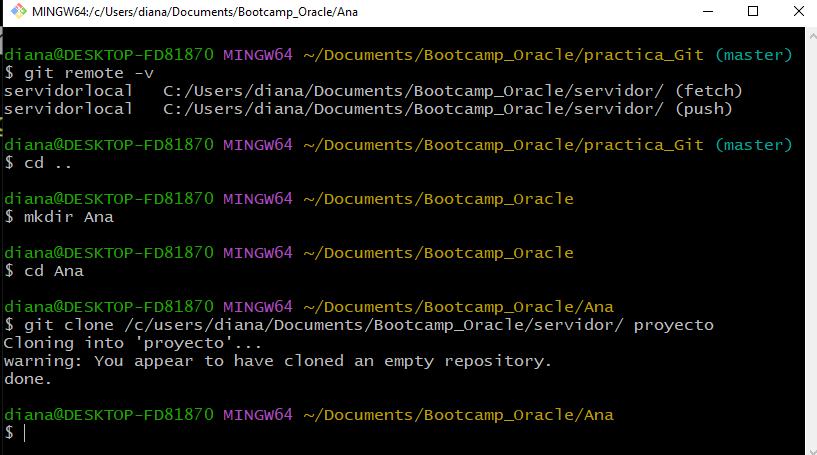 MINGW64:/c/Users/diana/Documents/Bootcamp_Oracle/Ana
diana@DESKTOP-FD81870 MINGW64 ~/Documents/Bootcamp_Oracle/practica_Git (master)
$ git remote -v
servidorlocal   C:/Users/diana/Documents/Bootcamp_Oracle/servidor/ (fetch)
servidorlocal   C:/Users/diana/Documents/Bootcamp_Oracle/servidor/ (push)
diana@DESKTOP-FD81870 MINGW64 ~/Documents/Bootcamp_Oracle/practica_Git (master)
$ cd ..
diana@DESKTOP-FD81870 MINGW64 ~/Documents/Bootcamp_Oracle
$ mkdir Ana
diana@DESKTOP-FD81870 MINGW64 ~/Documents/Bootcamp_Oracle
$ cd Ana
diana@DESKTOP-FD81870 MINGW64 ~/Documents/Bootcamp_Oracle/Ana
$ git clone /c/users/diana/Documents/Bootcamp_Oracle/servidor/ proyecto
Cloning into 'proyecto'...
warning: You appear to have cloned an empty repository.
done.
diana@DESKTOP-FD81870 MINGW64 ~/Documents/Bootcamp_Oracle/Ana
$